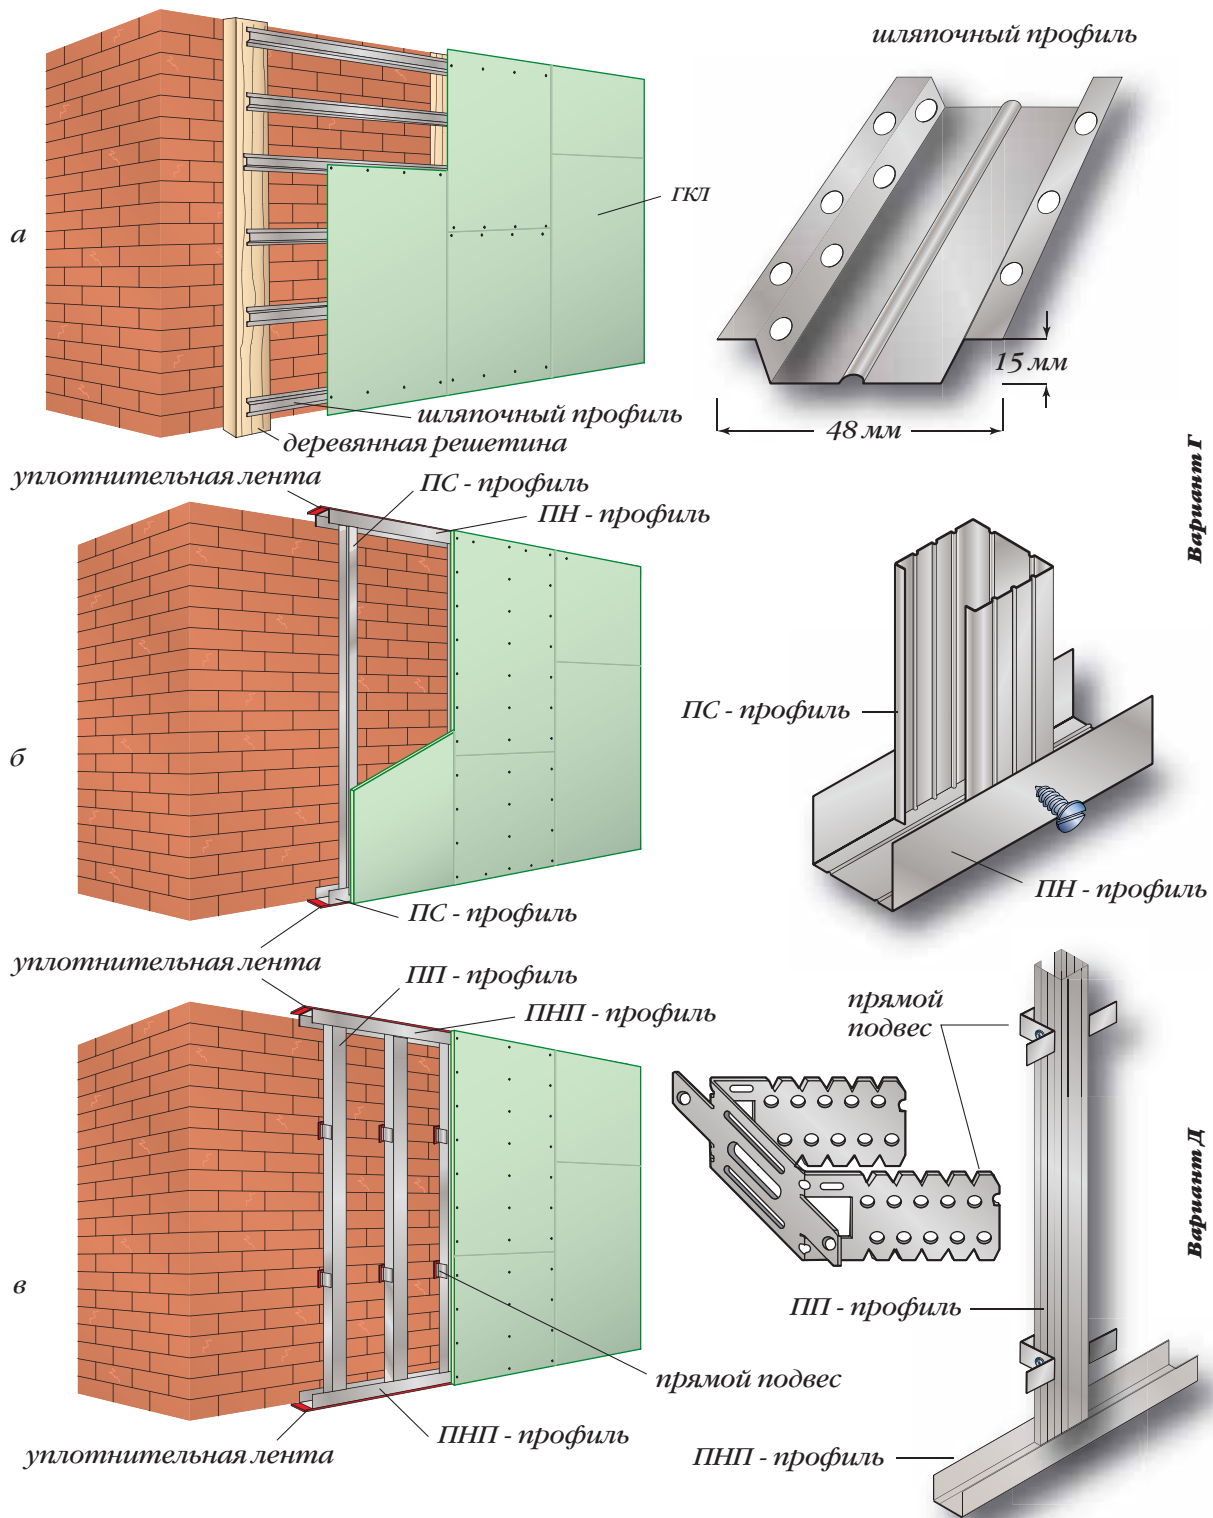 шляпочный профиль
ГКЛ
а
15 мм
48 мм
шляпочный профиль
деревянная решетина
Вариант Г
уплотнительная лента
ПС - профиль
ПН - профиль
ПС - профиль
б
ПН - профиль
ПС - профиль
уплотнительная лента
ПП - профиль
ПНП - профиль
прямой
подвес
Вариант Д
в
ПП - профиль
прямой подвес
ПНП - профиль
уплотнительная лента
ПНП - профиль